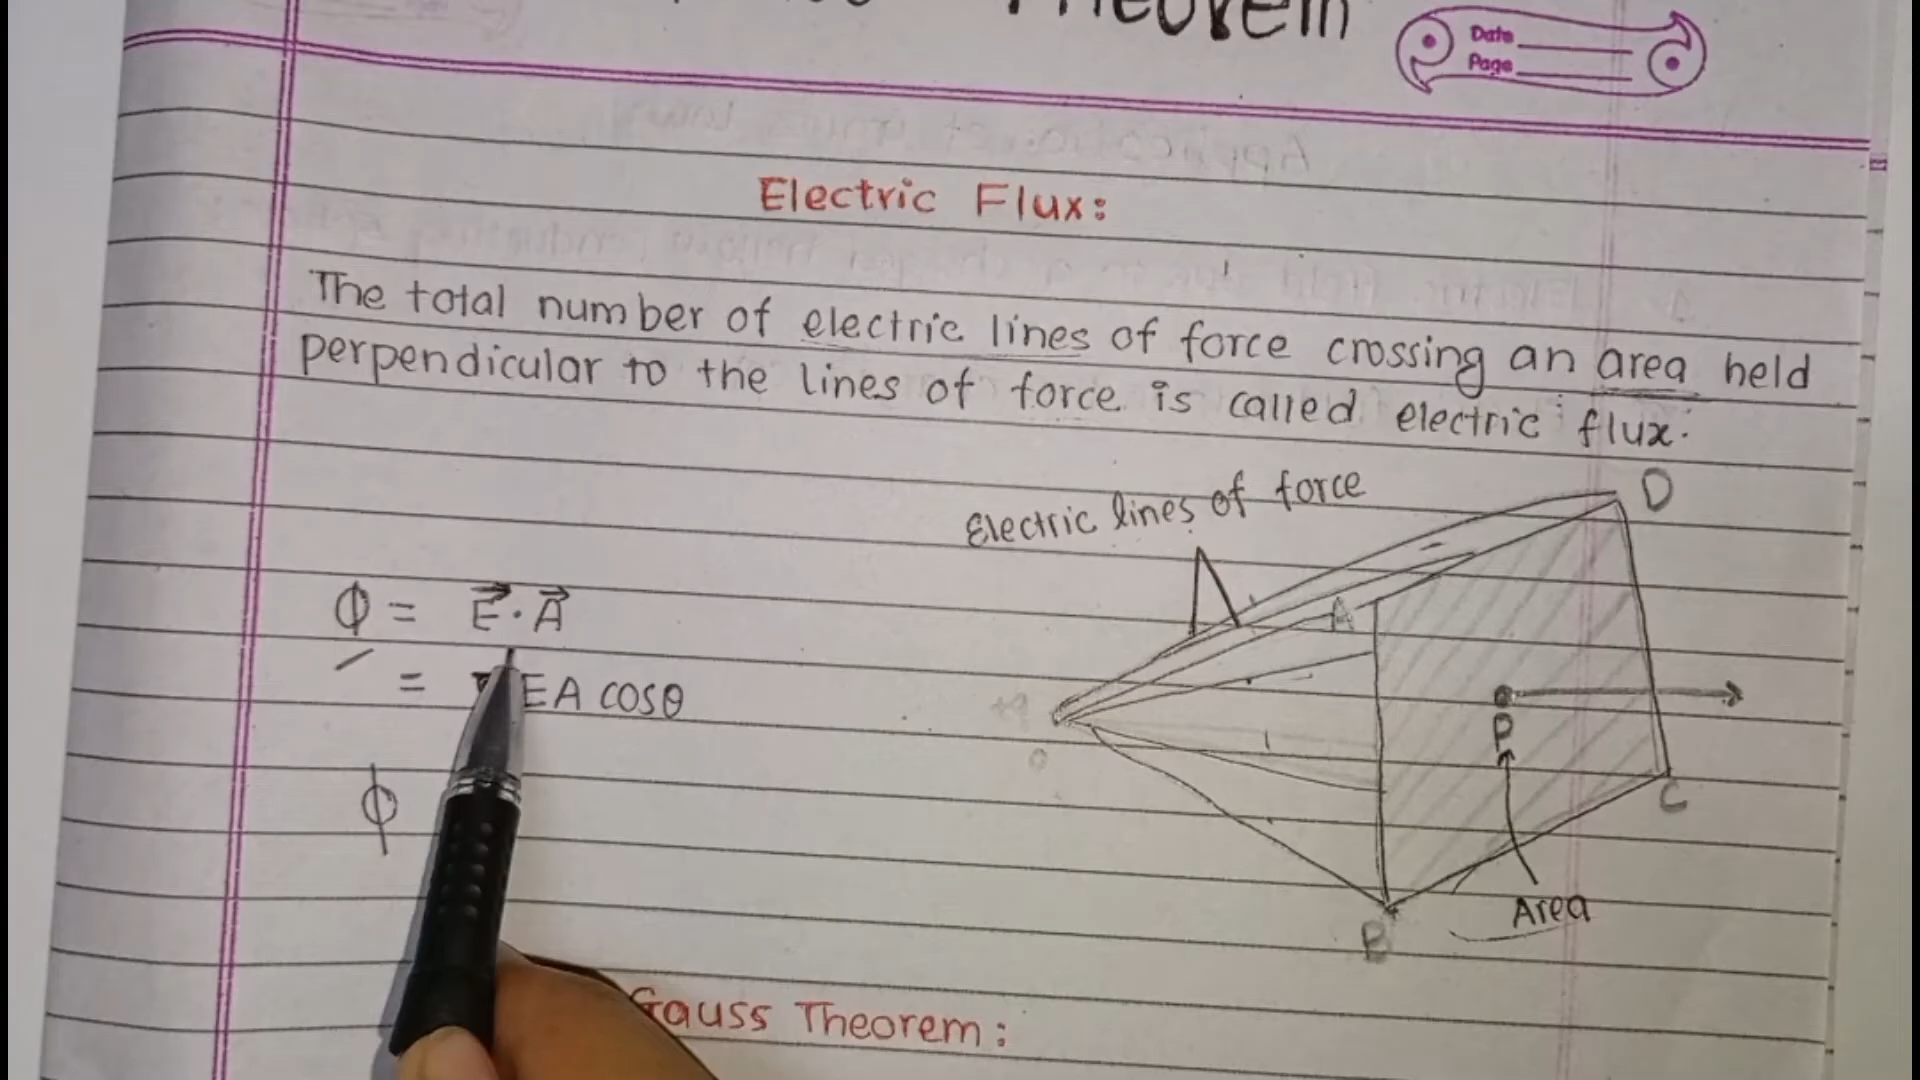 Theorem
Date
Page
Electric Flux:
The total number of electric lines of force crossing an area held
perpendicular to the lines of force is called electric flux.
Electric lines of force
D
A
ϕ = E⃗ · A⃗
= EA cosθ
P
O
C
ϕ
Area
B
Gauss Theorem: